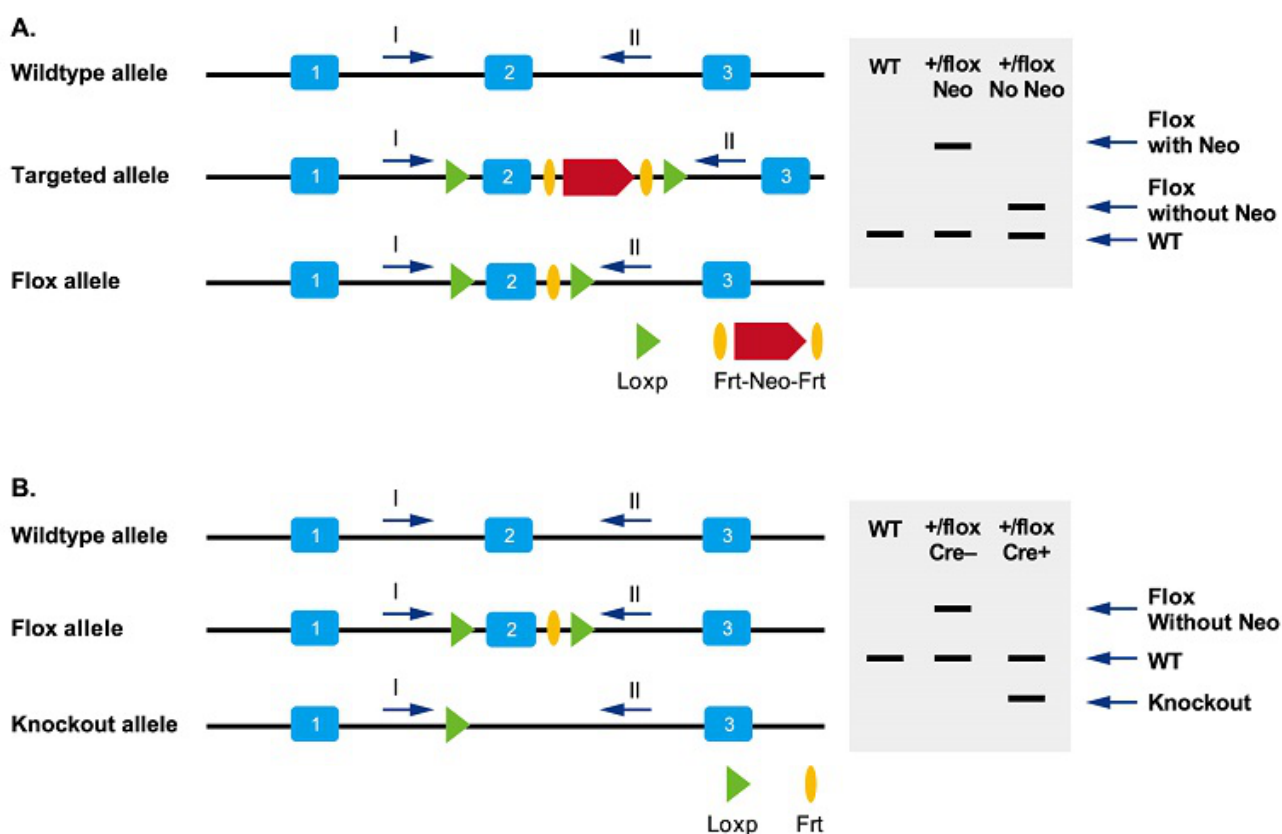 A.
Wildtype allele
1
I
2
II
3
Targeted allele
1
I
2
II
3
Flox allele
1
I
2
II
3
Loxp
Frt-Neo-Frt
WT
+/flox
Neo
+/flox
No Neo
Flox
with Neo
Flox
without Neo
WT
B.
Wildtype allele
1
I
2
II
3
Flox allele
1
I
2
II
3
Knockout allele
1
I
II
3
Loxp
Frt
WT
+/flox
Cre–
+/flox
Cre+
Flox
Without Neo
WT
Knockout